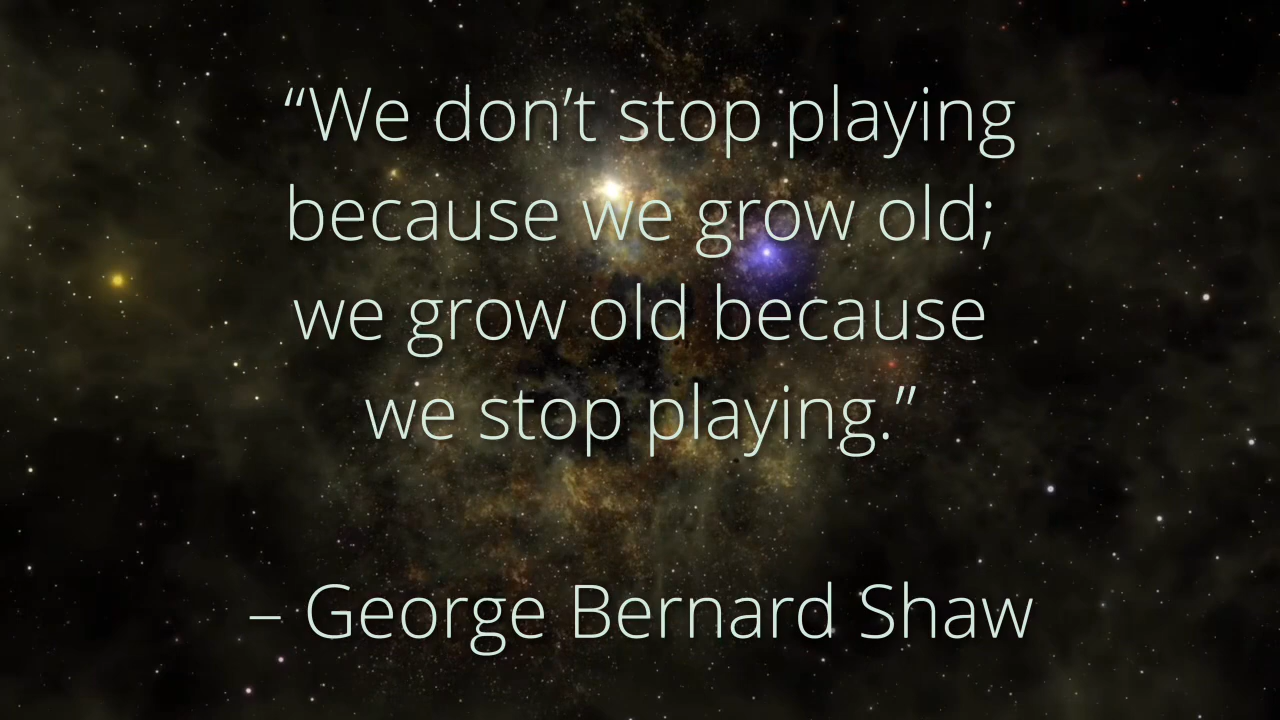 “We don’t stop playing
because we grow old;
we grow old because
we stop playing.”
– George Bernard Shaw